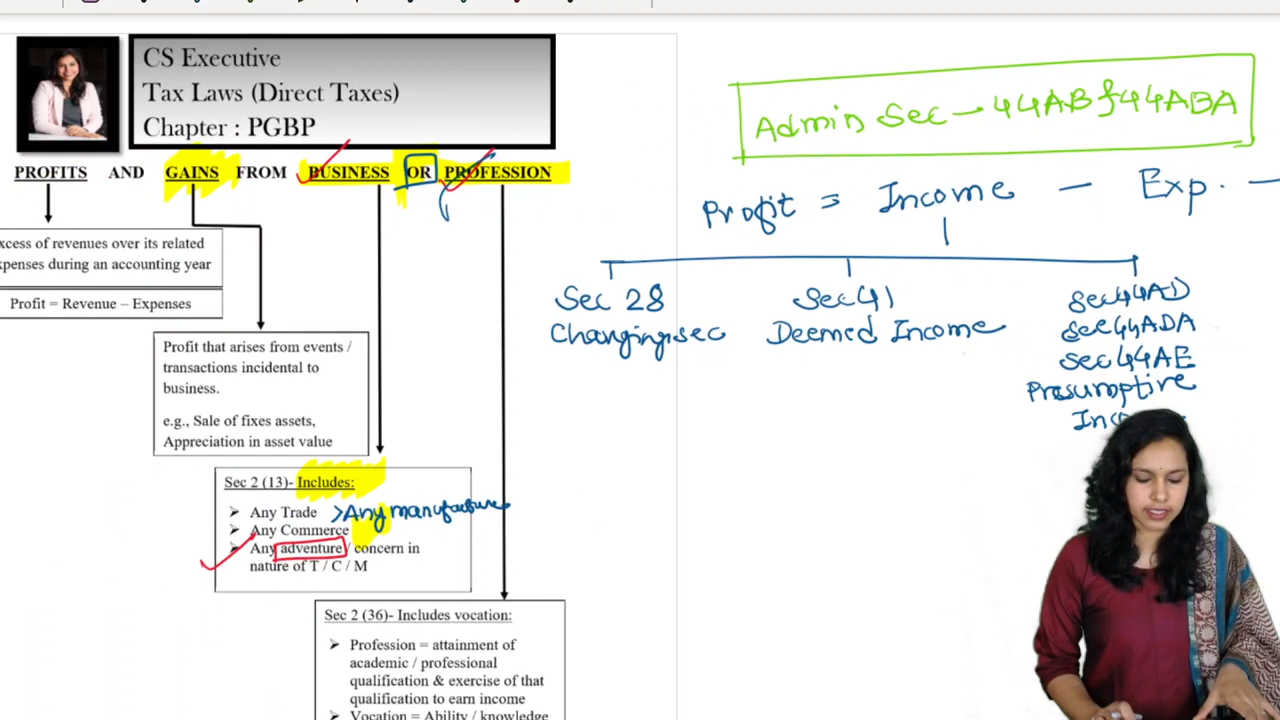 CS Executive
Tax Laws (Direct Taxes)
Chapter : PGBP
PROFITS AND GAINS FROM BUSINESS OR PROFESSION
xcess of revenues over its related
xpenses during an accounting year
Profit = Revenue – Expenses
Profit that arises from events /
transactions incidental to
business.
e.g., Sale of fixes assets,
Appreciation in asset value
Sec 2 (13)- Includes:
➢ Any Trade >Any manufacture
➢ Any Commerce
➢ Any adventure / concern in
nature of T / C / M
Sec 2 (36)- Includes vocation:
➢ Profession = attainment of
academic / professional
qualification & exercise of that
qualification to earn income
➢ Vocation = Ability / knowledge
Admin Sec – 44AB & 44ABA
Profit = Income – Exp. –
Sec 28
Changing sec
Sec 41
Deemed Income
Sec 44AD
Sec 44ADA
Sec 44AE
Presumptive